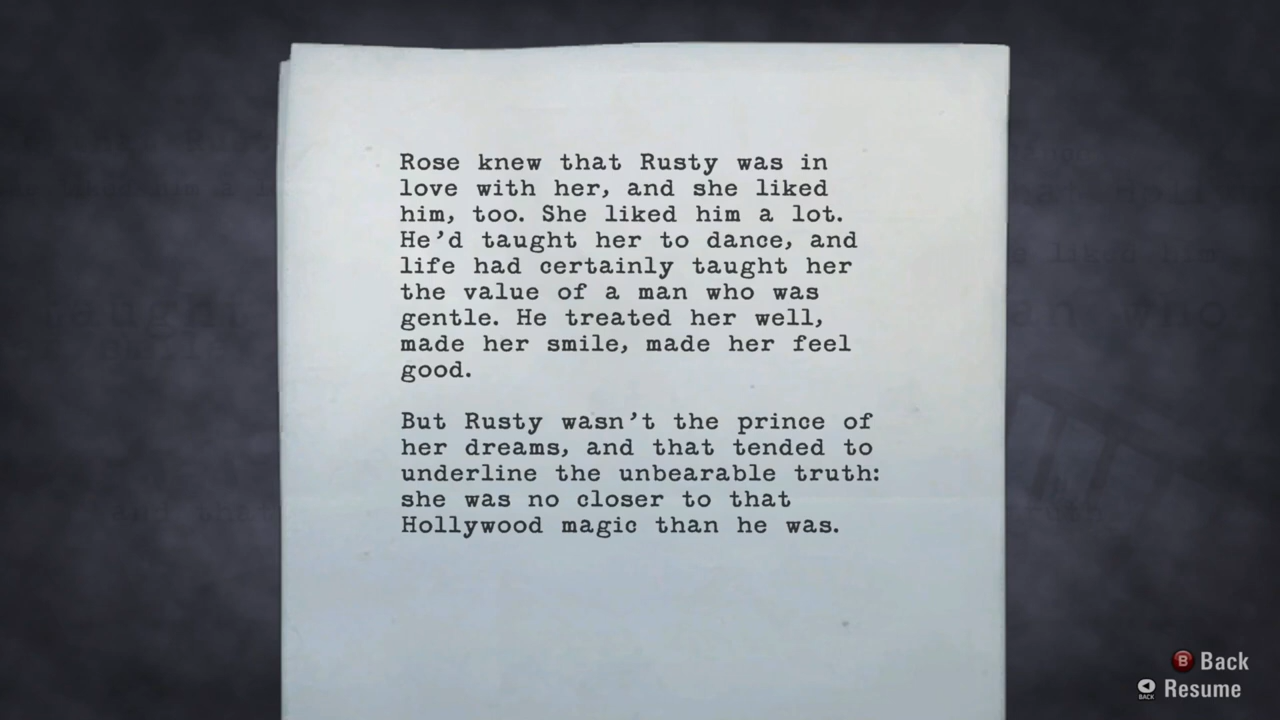 Rose knew that Rusty was in
love with her, and she liked
him, too. She liked him a lot.
He'd taught her to dance, and
life had certainly taught her
the value of a man who was
gentle. He treated her well,
made her smile, made her feel
good.
But Rusty wasn't the prince of
her dreams, and that tended to
underline the unbearable truth:
she was no closer to that
Hollywood magic than he was.
B Back
BACK Resume